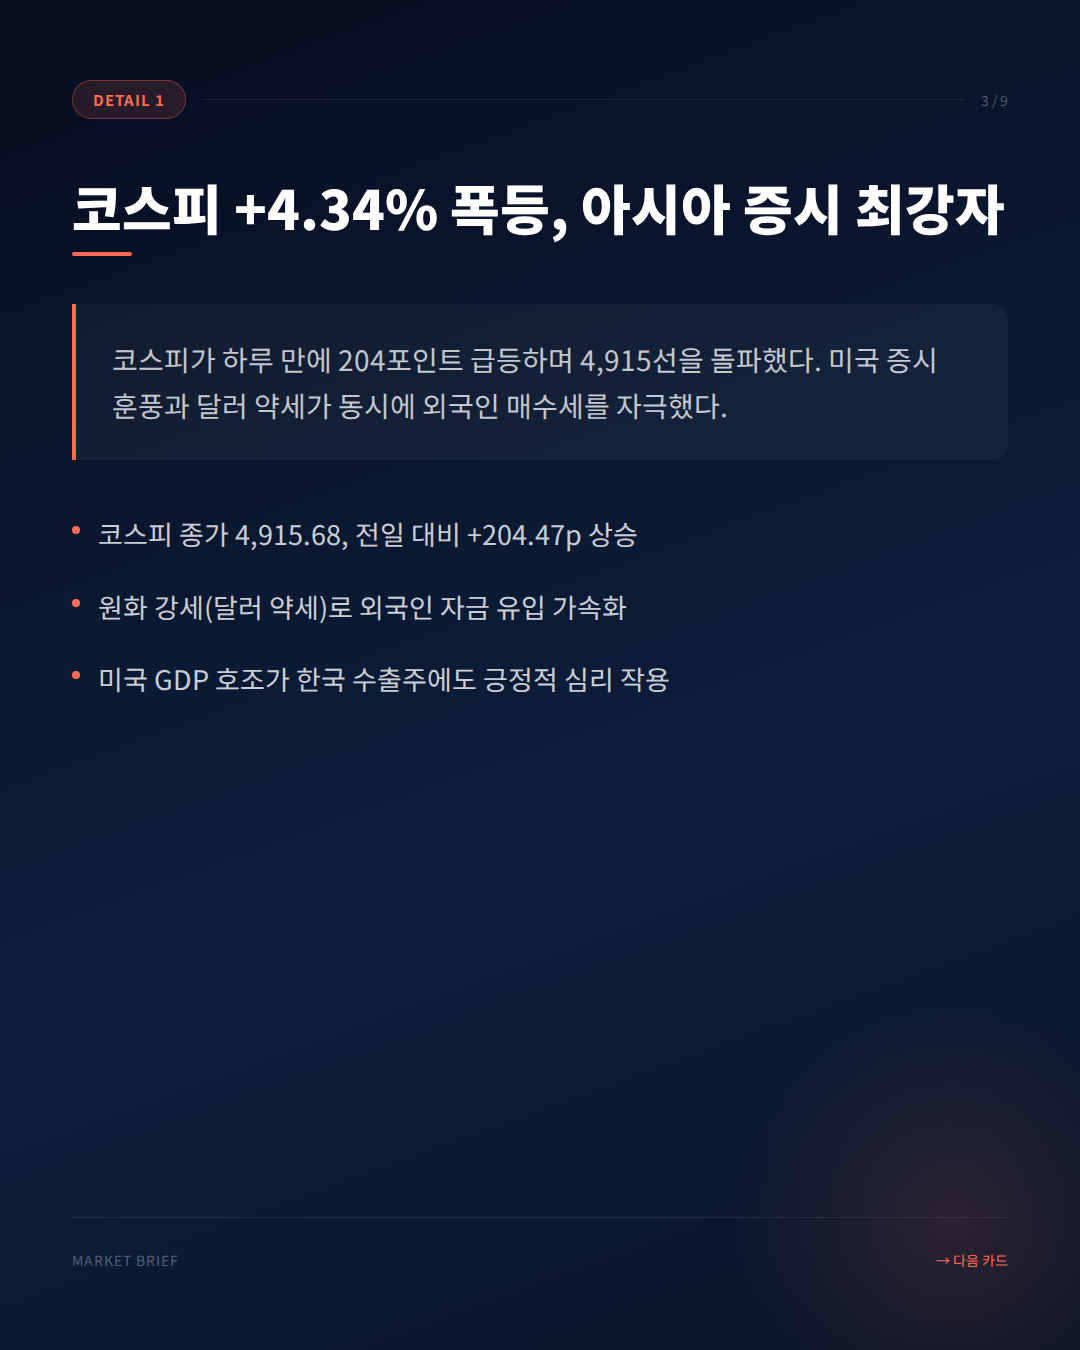 DETAIL 1
3 / 9
코스피 +4.34% 폭등, 아시아 증시 최강자
코스피가 하루 만에 204포인트 급등하며 4,915선을 돌파했다. 미국 증시
훈풍과 달러 약세가 동시에 외국인 매수세를 자극했다.
• 코스피 종가 4,915.68, 전일 대비 +204.47p 상승
• 원화 강세(달러 약세)로 외국인 자금 유입 가속화
• 미국 GDP 호조가 한국 수출주에도 긍정적 심리 작용
MARKET BRIEF
→ 다음 카드